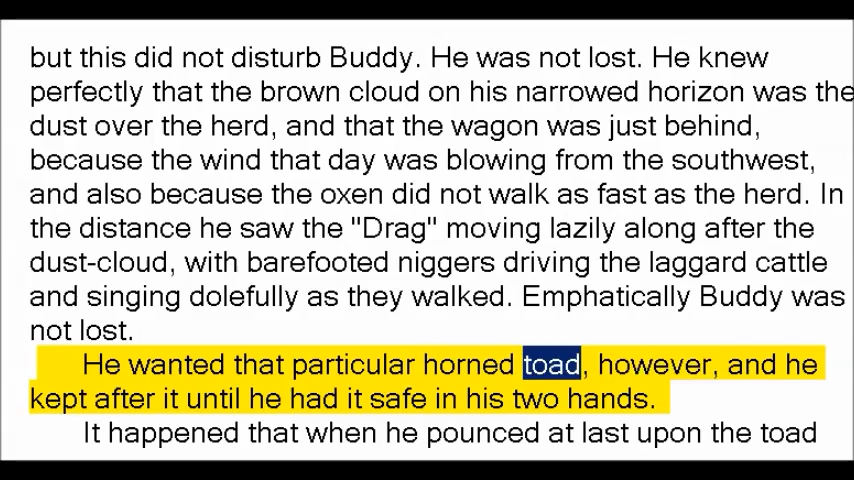 but this did not disturb Buddy. He was not lost. He knew
perfectly that the brown cloud on his narrowed horizon was the
dust over the herd, and that the wagon was just behind,
because the wind that day was blowing from the southwest,
and also because the oxen did not walk as fast as the herd. In
the distance he saw the "Drag" moving lazily along after the
dust-cloud, with barefooted niggers driving the laggard cattle
and singing dolefully as they walked. Emphatically Buddy was
not lost.
He wanted that particular horned toad, however, and he
kept after it until he had it safe in his two hands.
It happened that when he pounced at last upon the toad